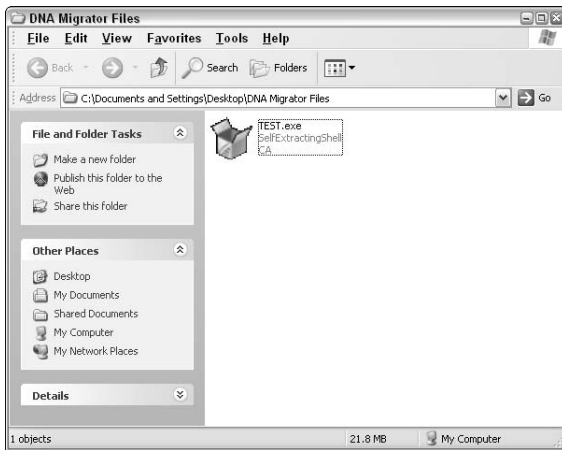 DNA Migrator Files
File Edit View Favorites Tools Help
Back Search Folders
Address C:\Documents and Settings\Desktop\DNA Migrator Files Go
File and Folder Tasks
Make a new folder
Publish this folder to the
Web
Share this folder
Other Places
Desktop
My Documents
Shared Documents
My Computer
My Network Places
Details
TEST.exe
SelfExtractingShell
CA
1 objects 21.8 MB My Computer